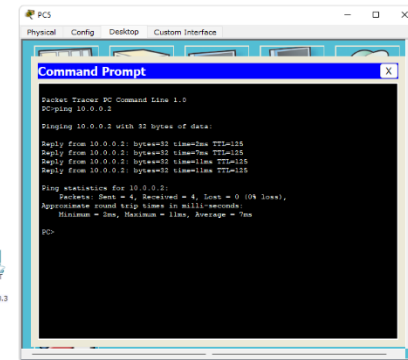 PC5
Physical Config Desktop Custom Interface
Command Prompt
X
Packet Tracer PC Command Line 1.0
PC>ping 10.0.0.2
Pinging 10.0.0.2 with 32 bytes of data:
Reply from 10.0.0.2: bytes=32 time=2ms TTL=125
Reply from 10.0.0.2: bytes=32 time=7ms TTL=125
Reply from 10.0.0.2: bytes=32 time=11ms TTL=125
Reply from 10.0.0.2: bytes=32 time=11ms TTL=125
Ping statistics for 10.0.0.2:
Packets: Sent = 4, Received = 4, Lost = 0 (0% loss),
Approximate round trip times in milli-seconds:
Minimum = 2ms, Maximum = 11ms, Average = 7ms
PC>